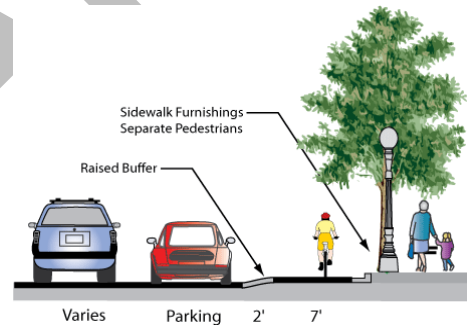 Sidewalk Furnishings
Separate Pedestrians
Raised Buffer
Varies Parking 2' 7'